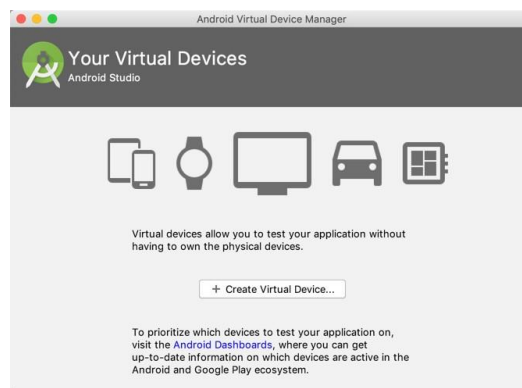 Android Virtual Device Manager
Your Virtual Devices
Android Studio
Virtual devices allow you to test your application without
having to own the physical devices.
+ Create Virtual Device...
To prioritize which devices to test your application on,
visit the Android Dashboards, where you can get
up-to-date information on which devices are active in the
Android and Google Play ecosystem.